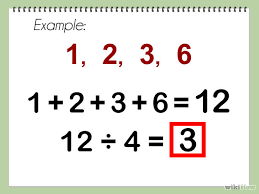 Example:
1, 2, 3, 6
1 + 2 + 3 + 6 = 12
12 ÷ 4 = 3
wikiHow